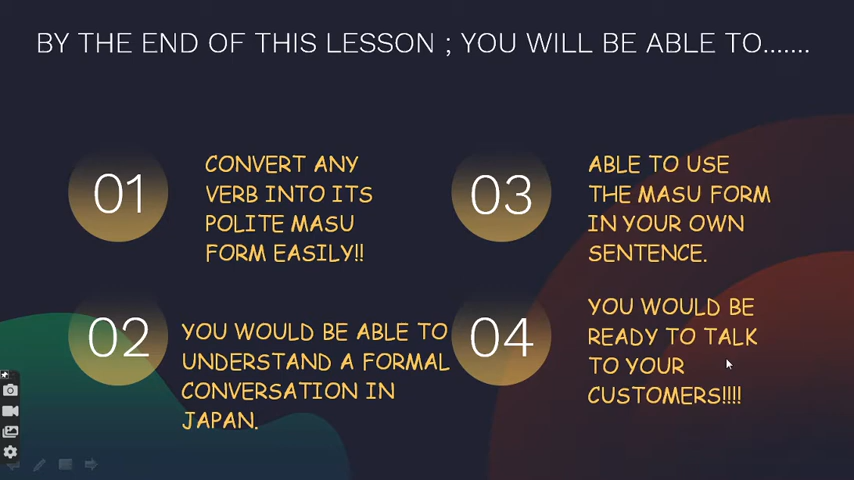 BY THE END OF THIS LESSON ; YOU WILL BE ABLE TO.......
01
CONVERT ANY
VERB INTO ITS
POLITE MASU
FORM EASILY!!
02
YOU WOULD BE ABLE TO
UNDERSTAND A FORMAL
CONVERSATION IN
JAPAN.
03
ABLE TO USE
THE MASU FORM
IN YOUR OWN
SENTENCE.
04
YOU WOULD BE
READY TO TALK
TO YOUR
CUSTOMERS!!!!